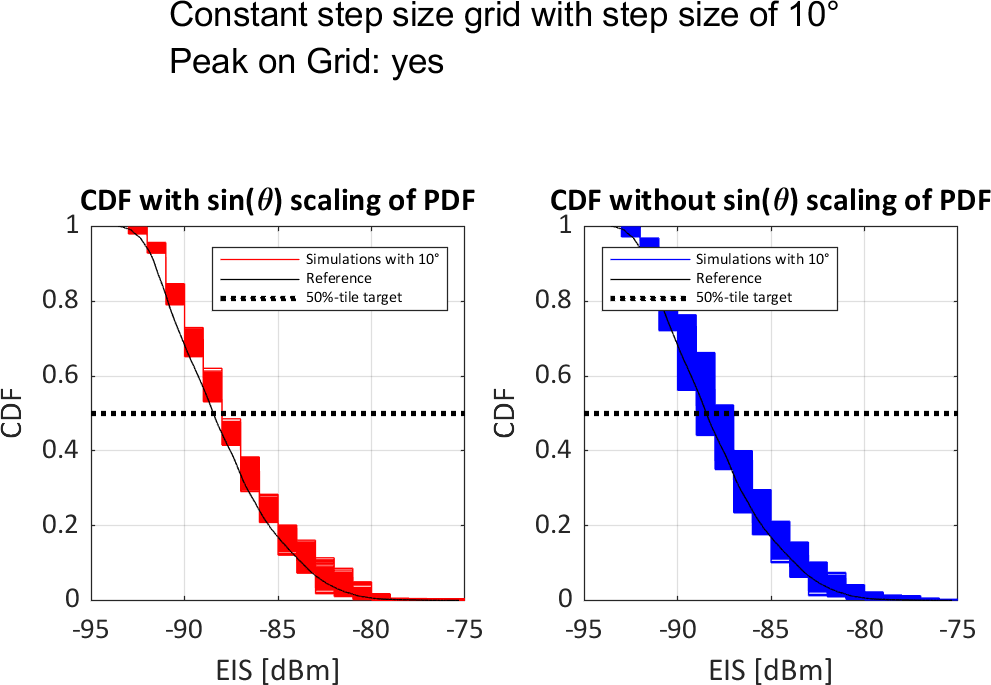 Constant step size grid with step size of 10°
Peak on Grid: yes
CDF with sin(θ) scaling of PDF
CDF
1
0.8
0.6
0.4
0.2
0
Simulations with 10°
Reference
50%-tile target
-95
-90
-85
-80
-75
EIS [dBm]
CDF without sin(θ) scaling of PDF
CDF
1
0.8
0.6
0.4
0.2
0
Simulations with 10°
Reference
50%-tile target
-95
-90
-85
-80
-75
EIS [dBm]